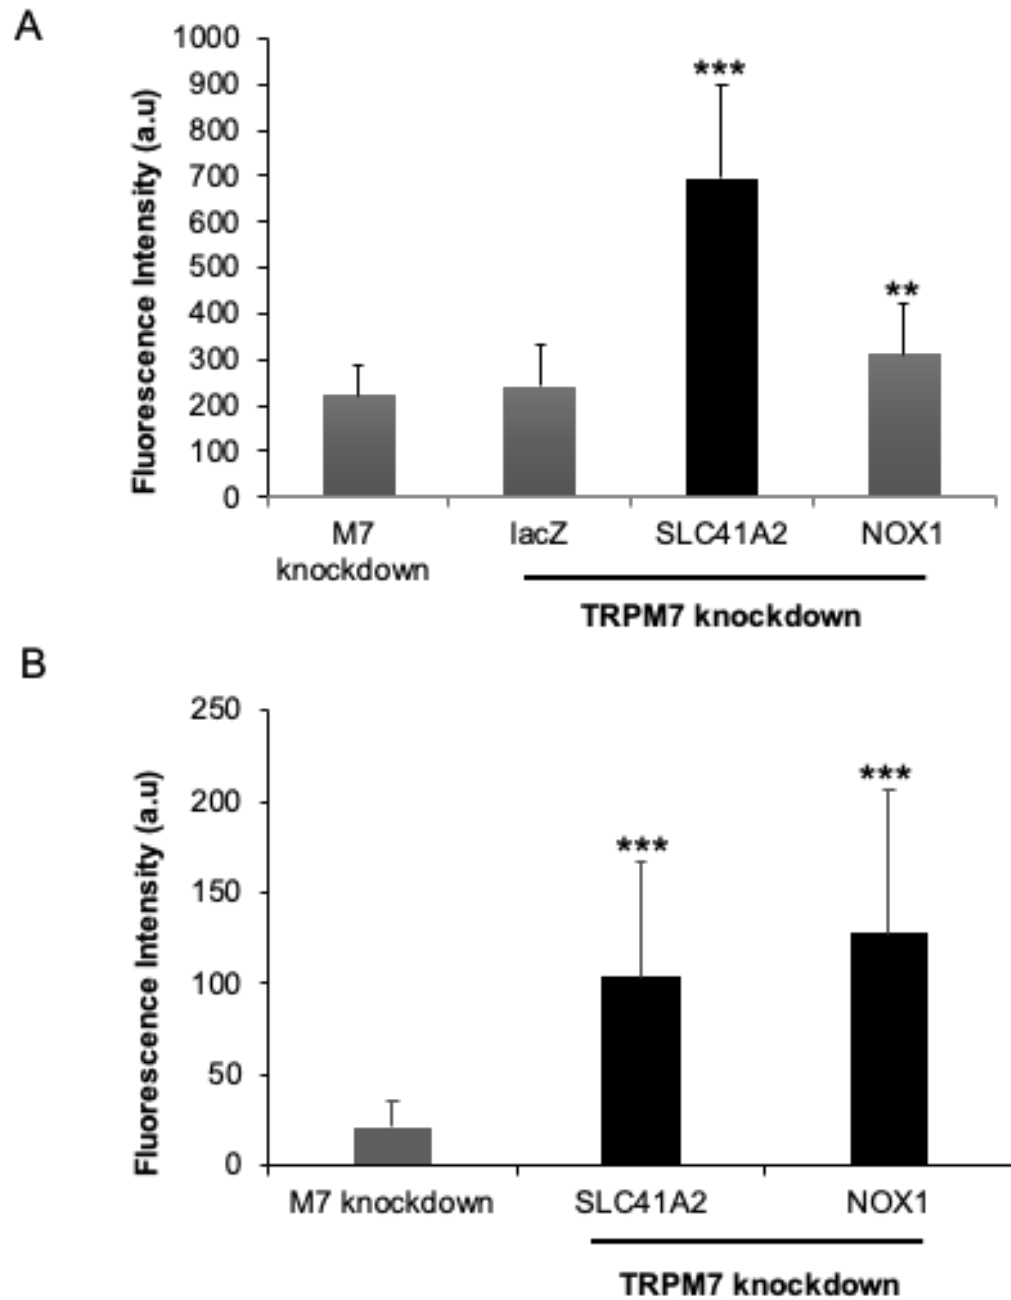 A
Fluorescence Intensity (a.u)
1000
900
800
700
600
500
400
300
200
100
0
***
**
M7 knockdown
lacZ
SLC41A2
NOX1
TRPM7 knockdown
B
Fluorescence Intensity (a.u)
250
200
150
100
50
0
***
***
M7 knockdown
SLC41A2
NOX1
TRPM7 knockdown